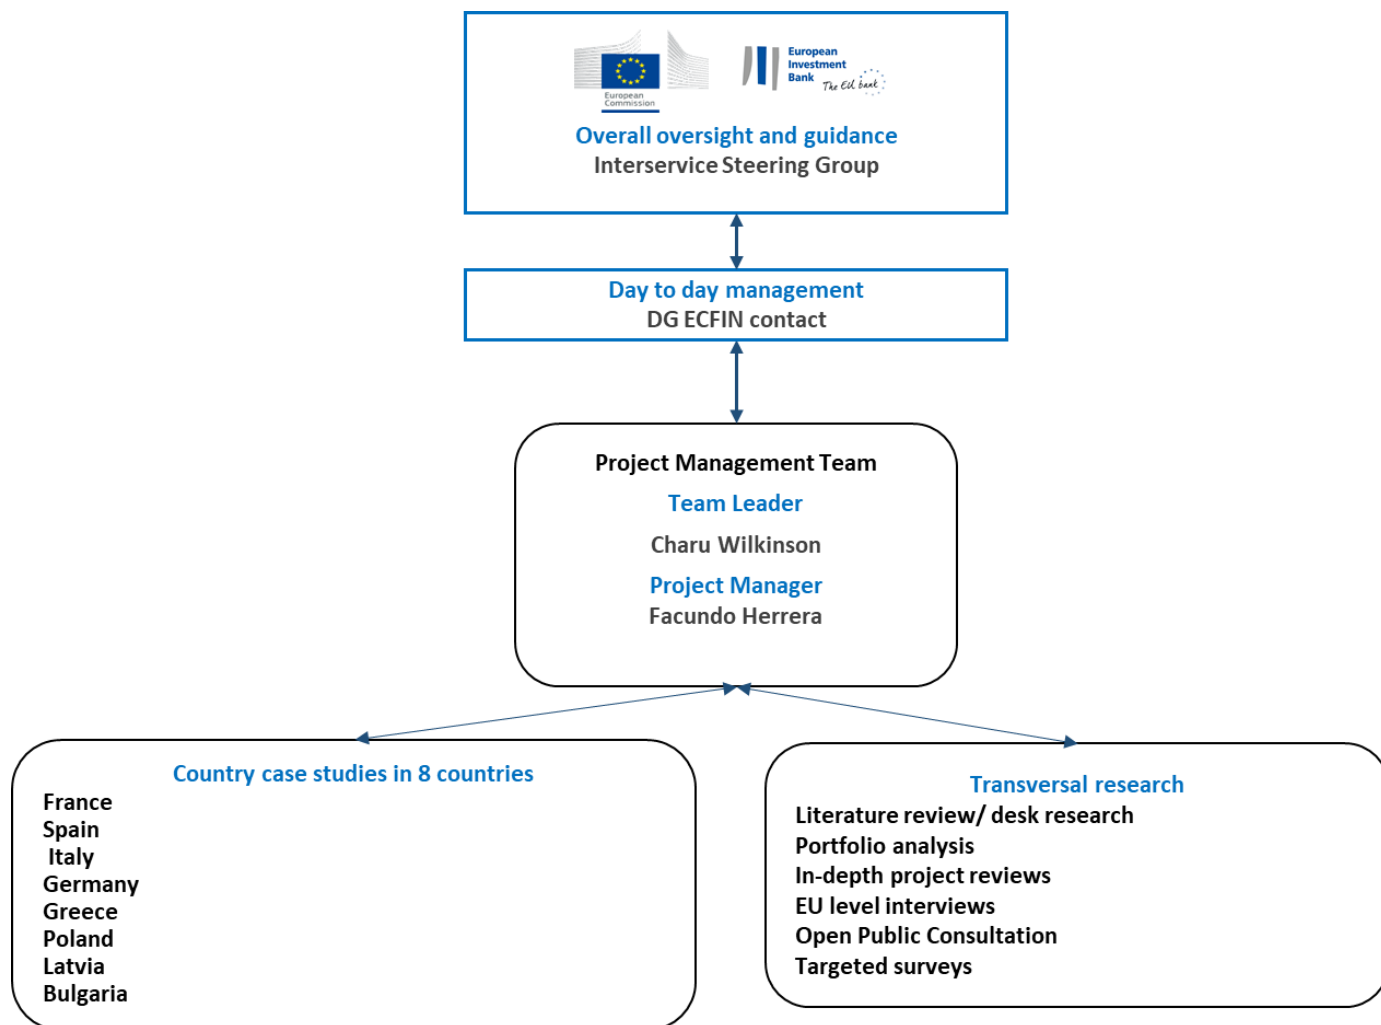 European
Commission
European
Investment
Bank
The EU bank
Overall oversight and guidance
Interservice Steering Group
Day to day management
DG ECFIN contact
Project Management Team
Team Leader
Charu Wilkinson
Project Manager
Facundo Herrera
Country case studies in 8 countries
France
Spain
Italy
Germany
Greece
Poland
Latvia
Bulgaria
Transversal research
Literature review/ desk research
Portfolio analysis
In-depth project reviews
EU level interviews
Open Public Consultation
Targeted surveys